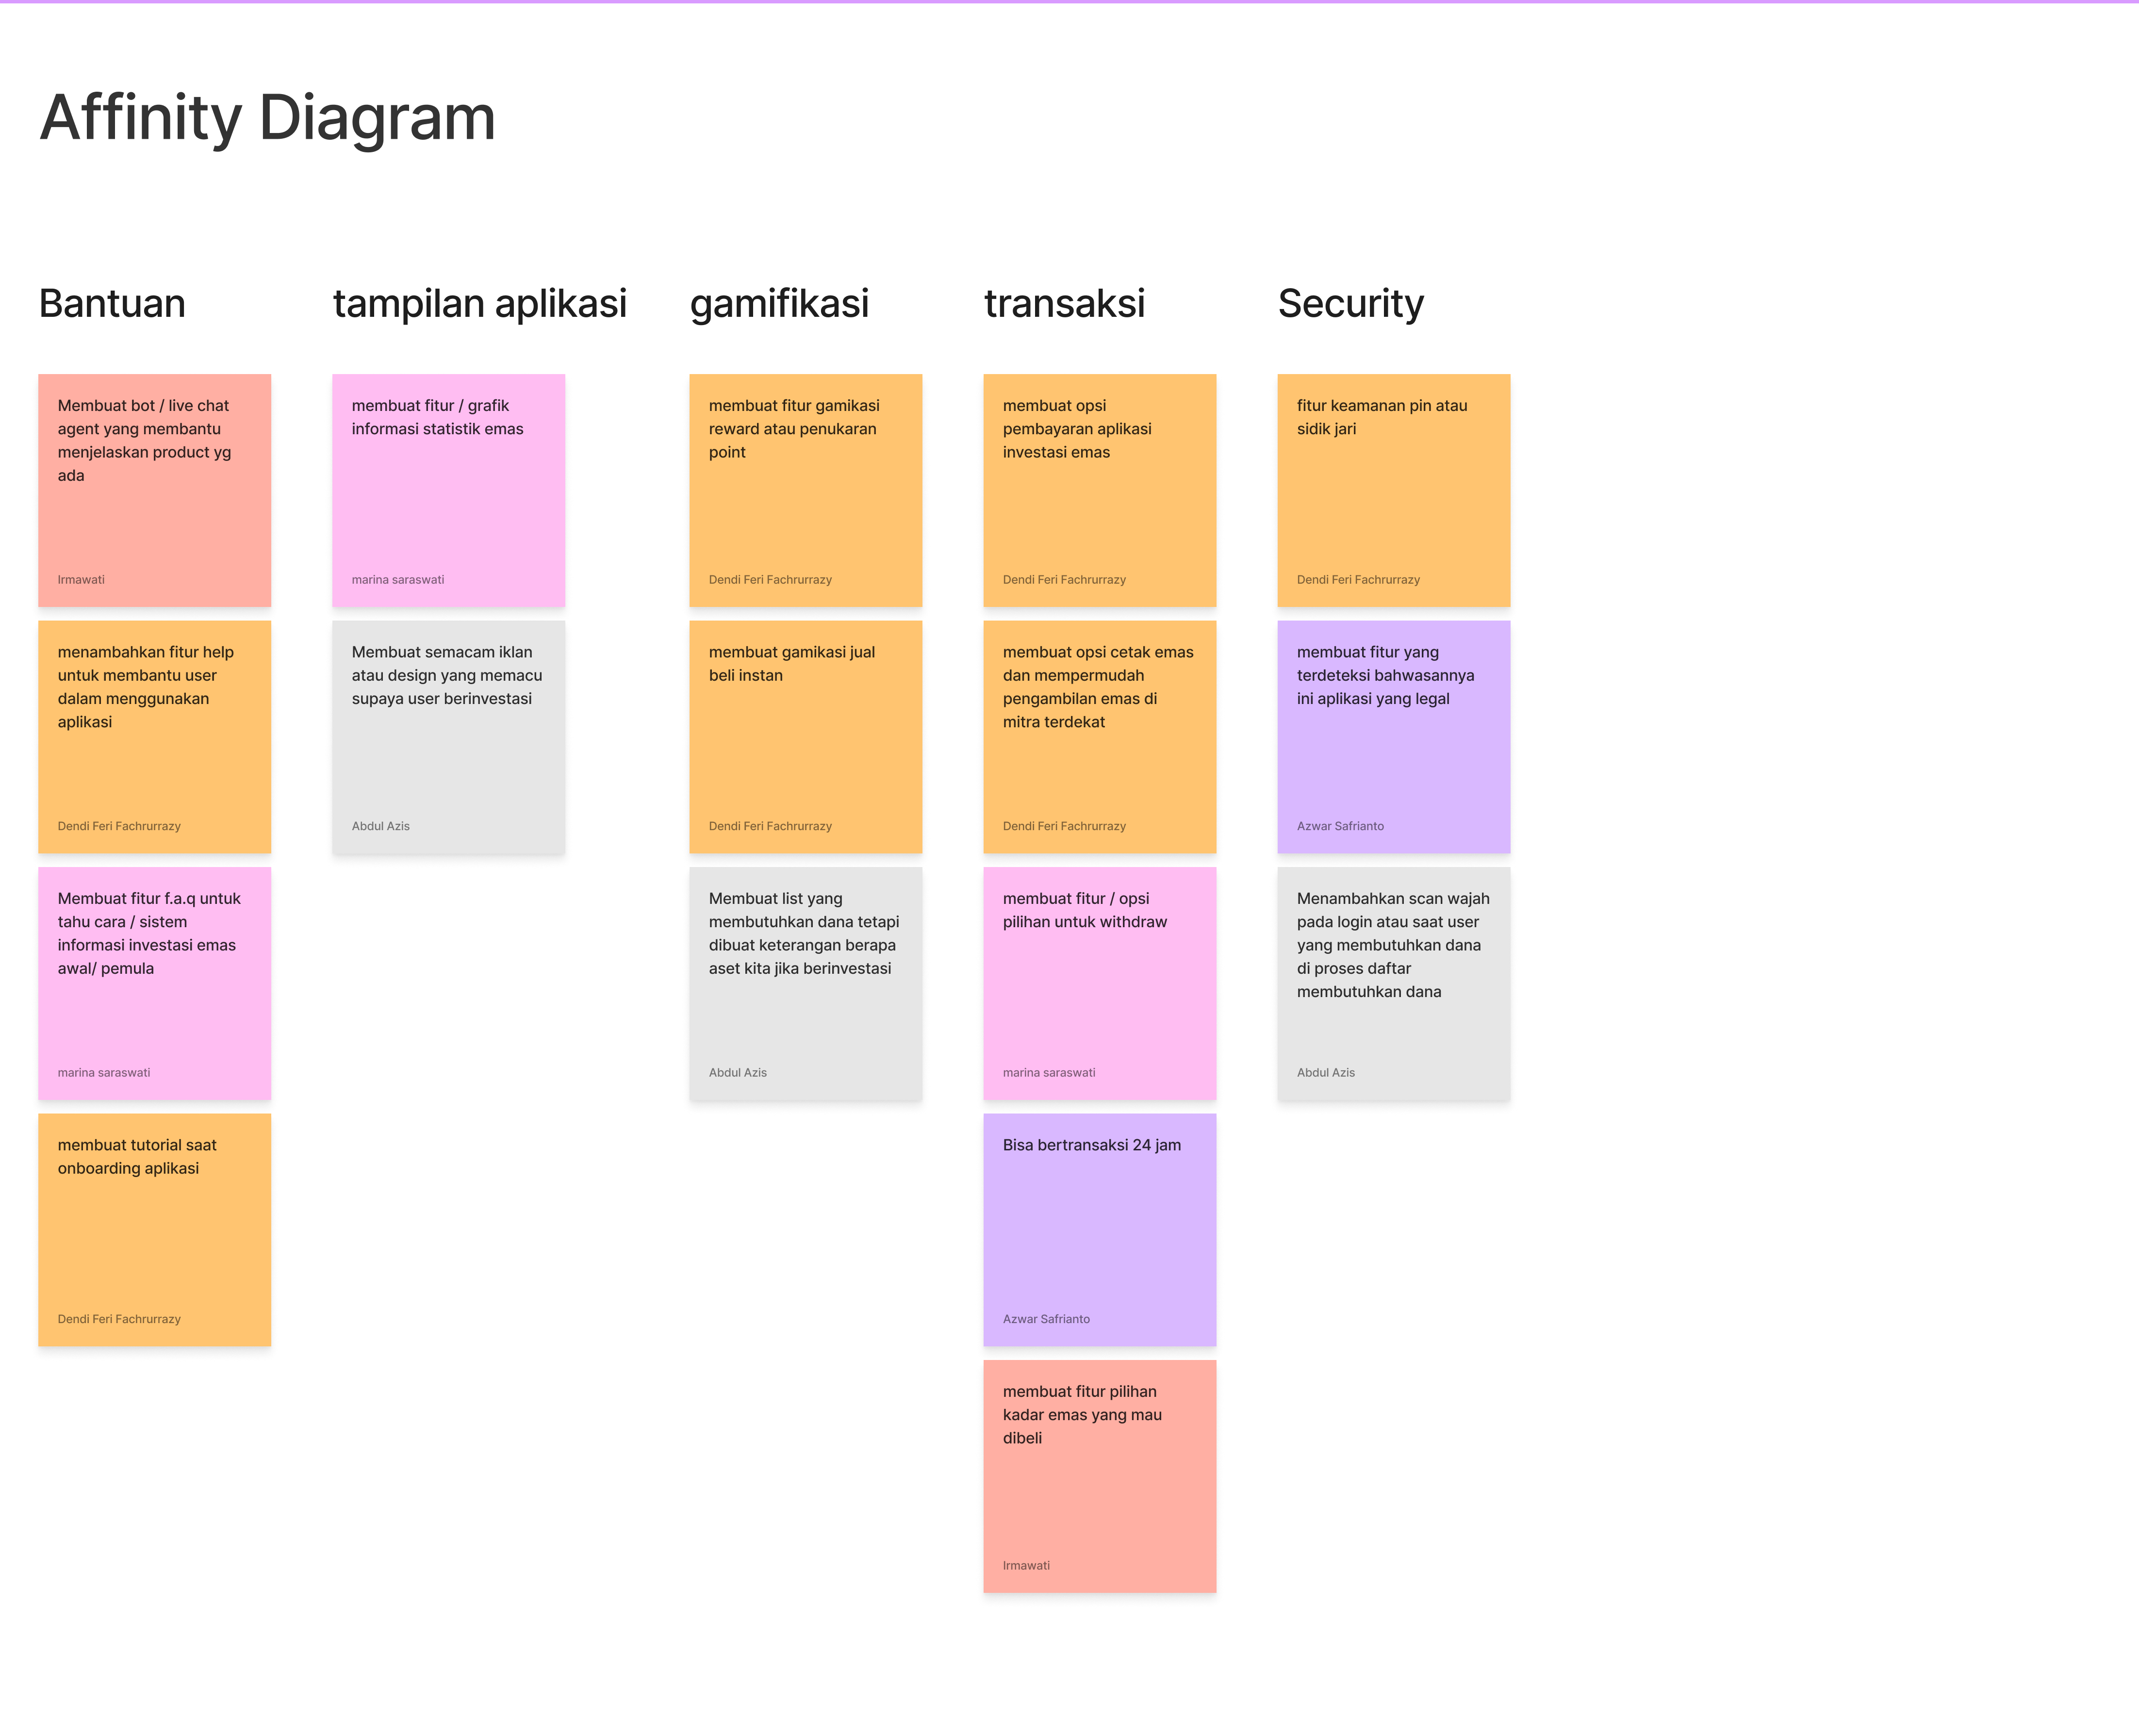 Affinity Diagram
Bantuan
Membuat bot / live chat
agent yang membantu
menjelaskan product yg
ada
Irmawati
menambahkan fitur help
untuk membantu user
dalam menggunakan
aplikasi
Dendi Feri Fachrurrazy
Membuat fitur f.a.q untuk
tahu cara / sistem
informasi investasi emas
awal/ pemula
marina saraswati
membuat tutorial saat
onboarding aplikasi
Dendi Feri Fachrurrazy
tampilan aplikasi
membuat fitur / grafik
informasi statistik emas
marina saraswati
Membuat semacam iklan
atau design yang memacu
supaya user berinvestasi
Abdul Azis
gamifikasi
membuat fitur gamikasi
reward atau penukaran
point
Dendi Feri Fachrurrazy
membuat gamikasi jual
beli instan
Dendi Feri Fachrurrazy
Membuat list yang
membutuhkan dana tetapi
dibuat keterangan berapa
aset kita jika berinvestasi
Abdul Azis
transaksi
membuat opsi
pembayaran aplikasi
investasi emas
Dendi Feri Fachrurrazy
membuat opsi cetak emas
dan mempermudah
pengambilan emas di
mitra terdekat
Dendi Feri Fachrurrazy
membuat fitur / opsi
pilihan untuk withdraw
marina saraswati
Bisa bertransaksi 24 jam
Azwar Safrianto
membuat fitur pilihan
kadar emas yang mau
dibeli
Irmawati
Security
fitur keamanan pin atau
sidik jari
Dendi Feri Fachrurrazy
membuat fitur yang
terdeteksi bahwasannya
ini aplikasi yang legal
Azwar Safrianto
Menambahkan scan wajah
pada login atau saat user
yang membutuhkan dana
di proses daftar
membutuhkan dana
Abdul Azis